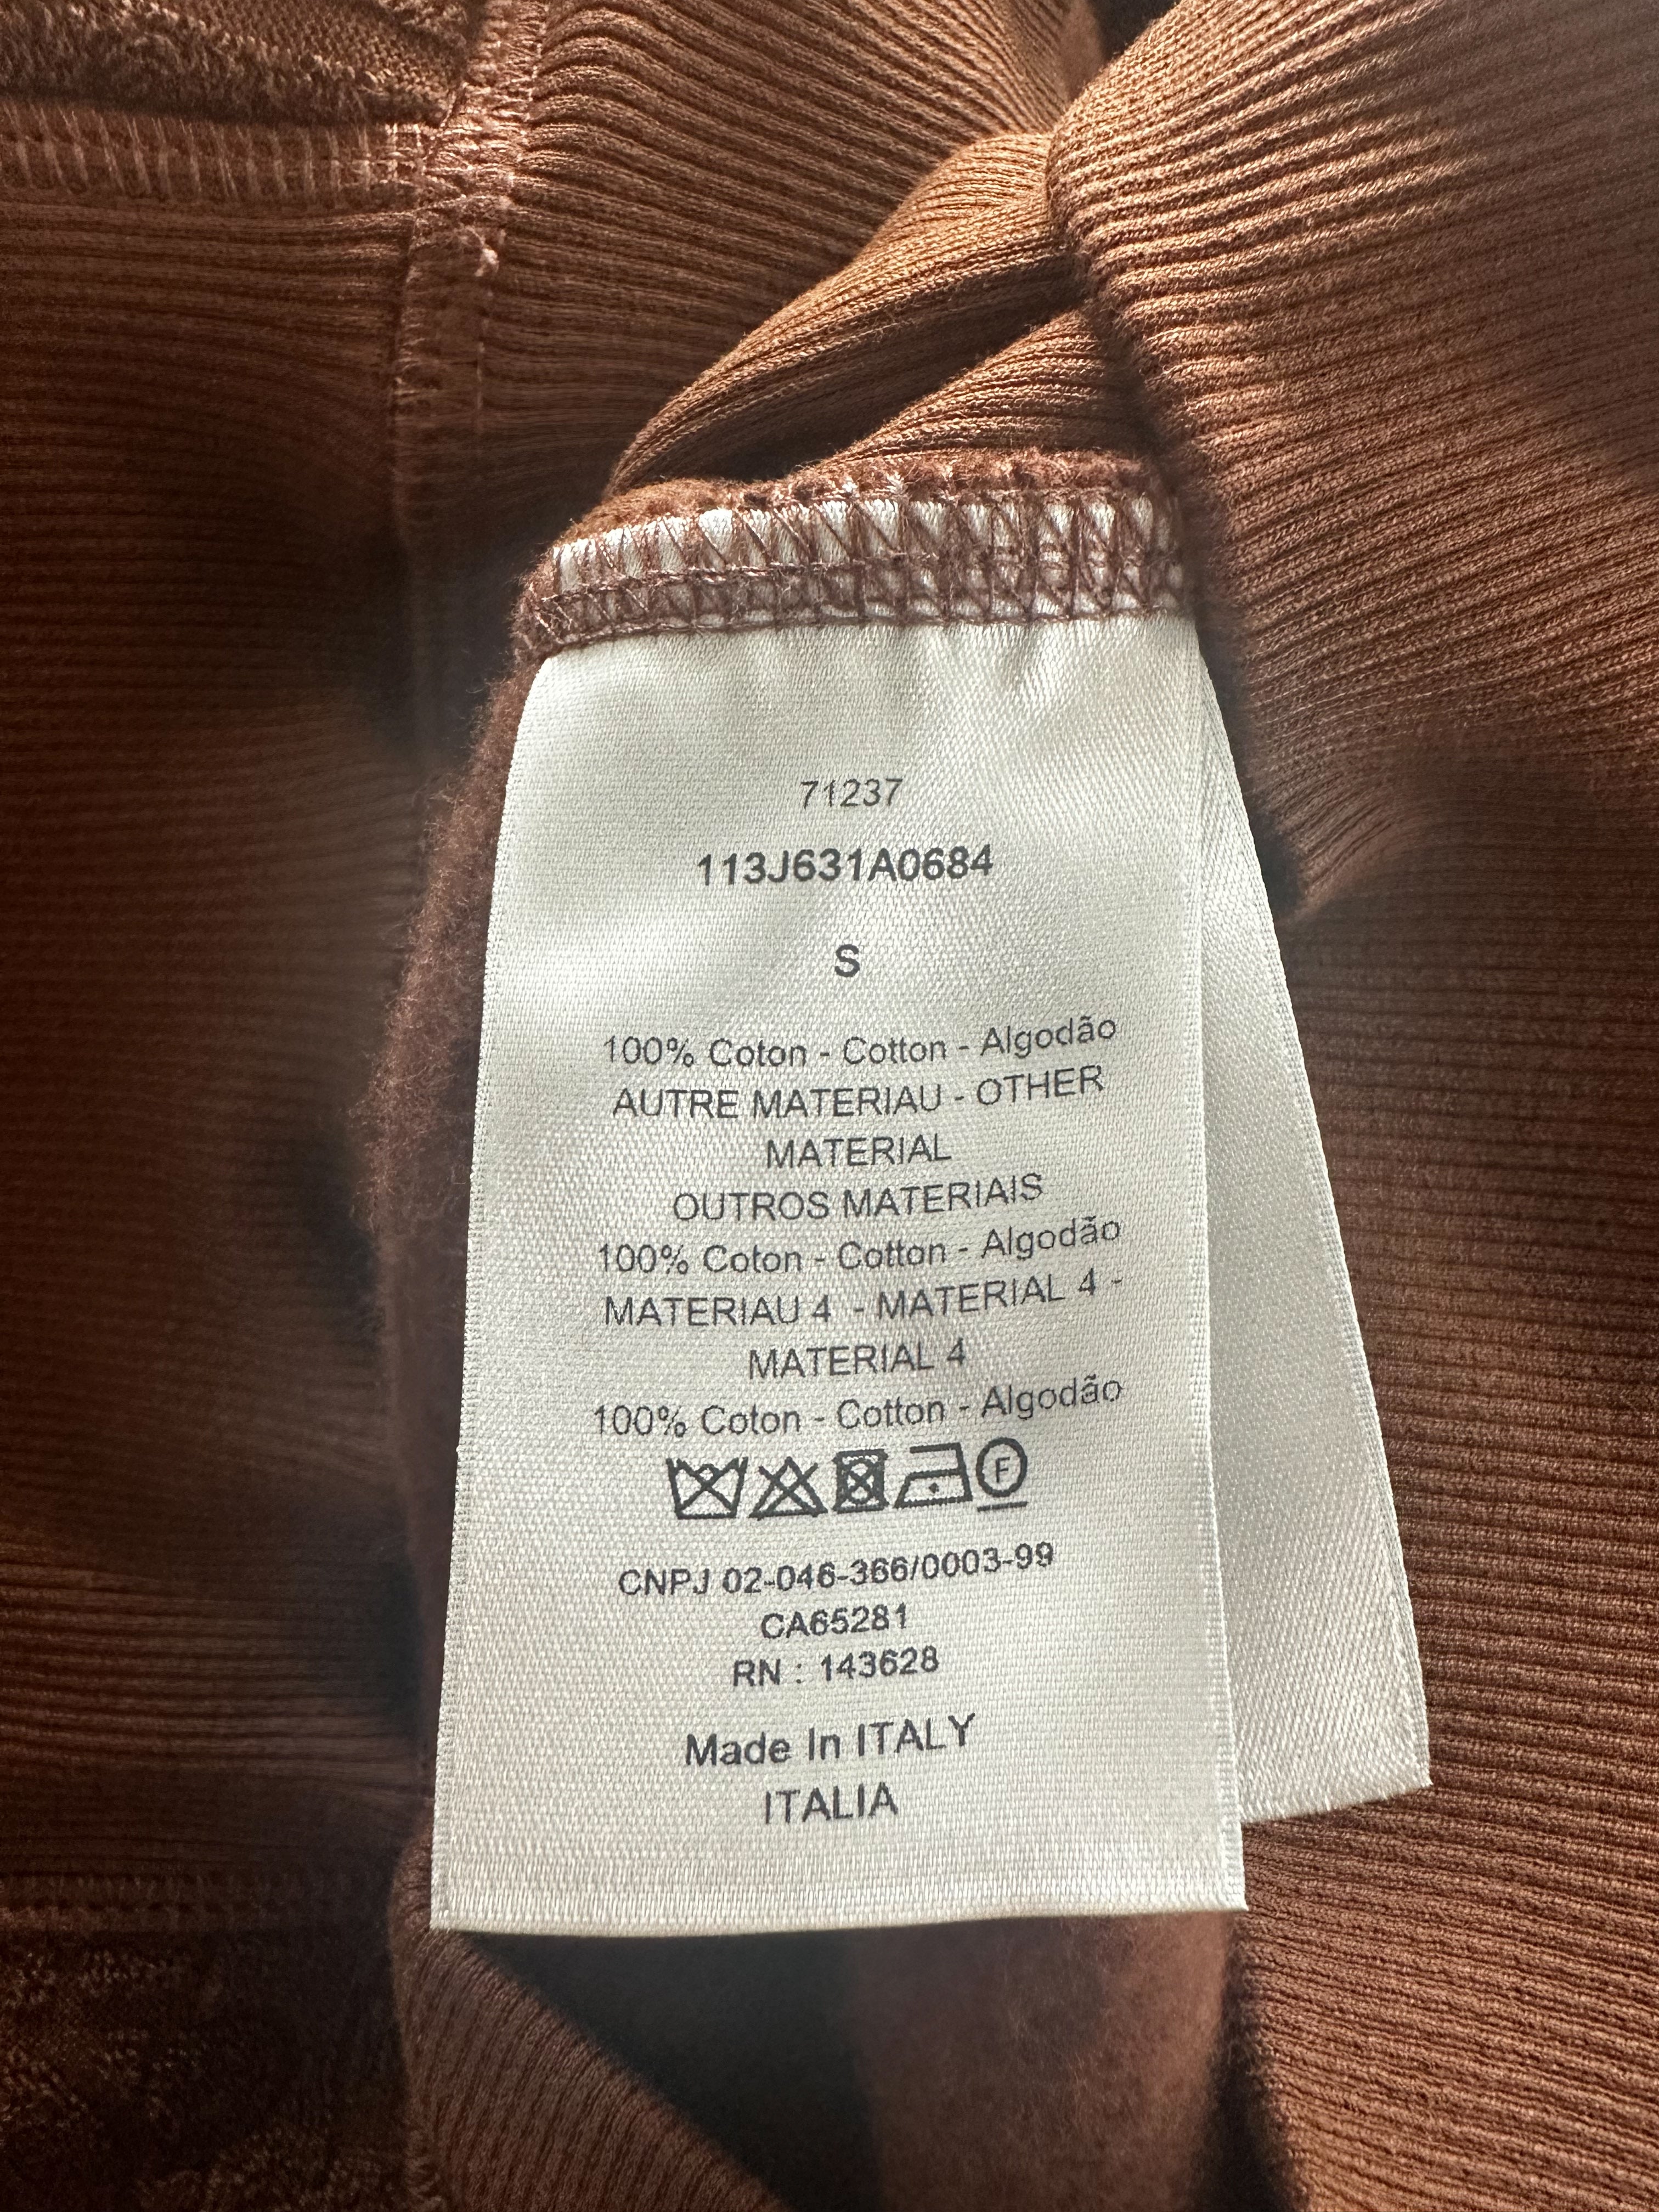 71237
113J631A0684
S
100% Coton - Cotton - Algodão
AUTRE MATERIAU - OTHER
MATERIAL
OUTROS MATERIAIS
100% Coton - Cotton - Algodão
MATERIAU 4 - MATERIAL 4 -
MATERIAL 4
100% Coton - Cotton - Algodão
F
CNPJ 02-046-366/0003-99
CA65281
RN : 143628
Made In ITALY
ITALIA